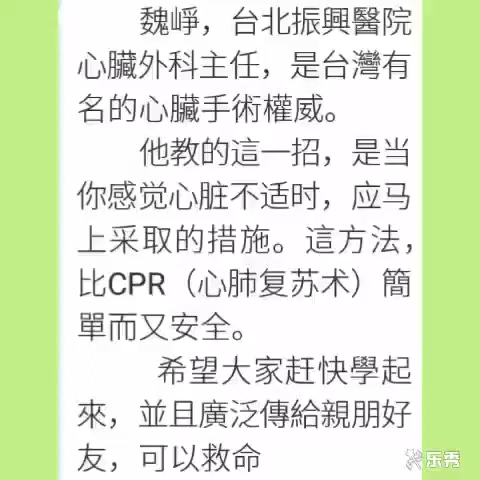 魏崢，台北振興醫院
心臟外科主任，是台灣有
名的心臟手術權威。
他教的這一招，是当
你感觉心脏不适时，应马
上采取的措施。這方法，
比CPR（心肺复苏术）簡
單而又安全。
希望大家赶快學起
來，並且廣泛傳給親朋好
友，可以救命
乐秀